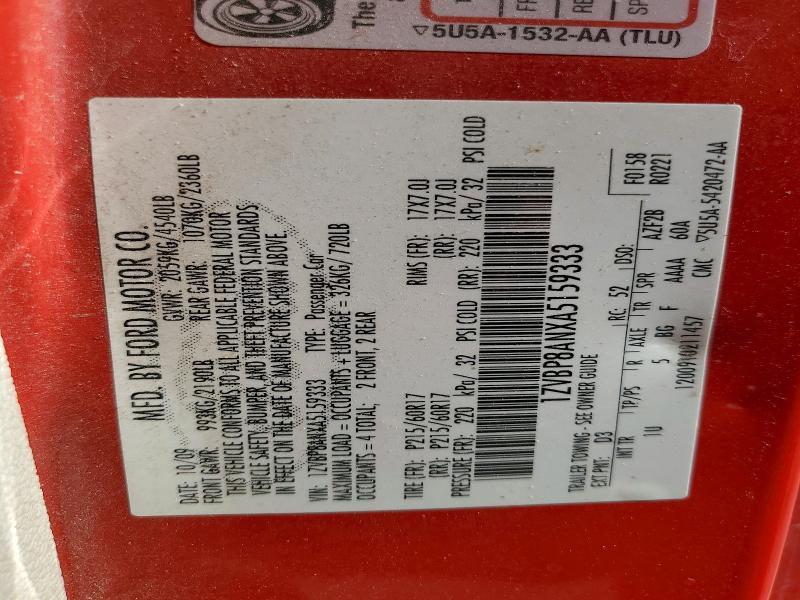 The
5U5A-1532-AA (TLU)
MFD. BY FORD MOTOR CO.
DATE: 10/09 GVWR: 2059KG/4540LB
FRONT GAWR: 993KG/2190LB REAR GAWR: 1070KG/2360LB
THIS VEHICLE CONFORMS TO ALL APPLICABLE FEDERAL MOTOR
VEHICLE SAFETY, BUMPER, AND THEFT PREVENTION STANDARDS
IN EFFECT ON THE DATE OF MANUFACTURE SHOWN ABOVE.
VIN: 1ZVBP8ANXA5159333 TYPE: Passenger Car
MAXIMUM LOAD = OCCUPANTS + LUGGAGE = 326KG/ 720LB
OCCUPANTS = 4 TOTAL; 2 FRONT, 2 REAR
TIRE (FR): P215/60R17 RIMS (FR): 17X7.0J
(RR): P215/60R17 (RR): 17X7.0J
PRESSURE (FR): 220 kPa/ 32 PSI COLD (RR): 220 kPa/ 32 PSI COLD
1ZVBP8ANXA5159333
TRAILER TOWING - SEE OWNER GUIDE
F0158
EXT PNT: D3 RC: 52 DSO: R0221
INT TR TP/PS R AXLE TR SPR AZF2B
1U 5 BG F AAAA 60A
CNC 5U5A-5420472-AA